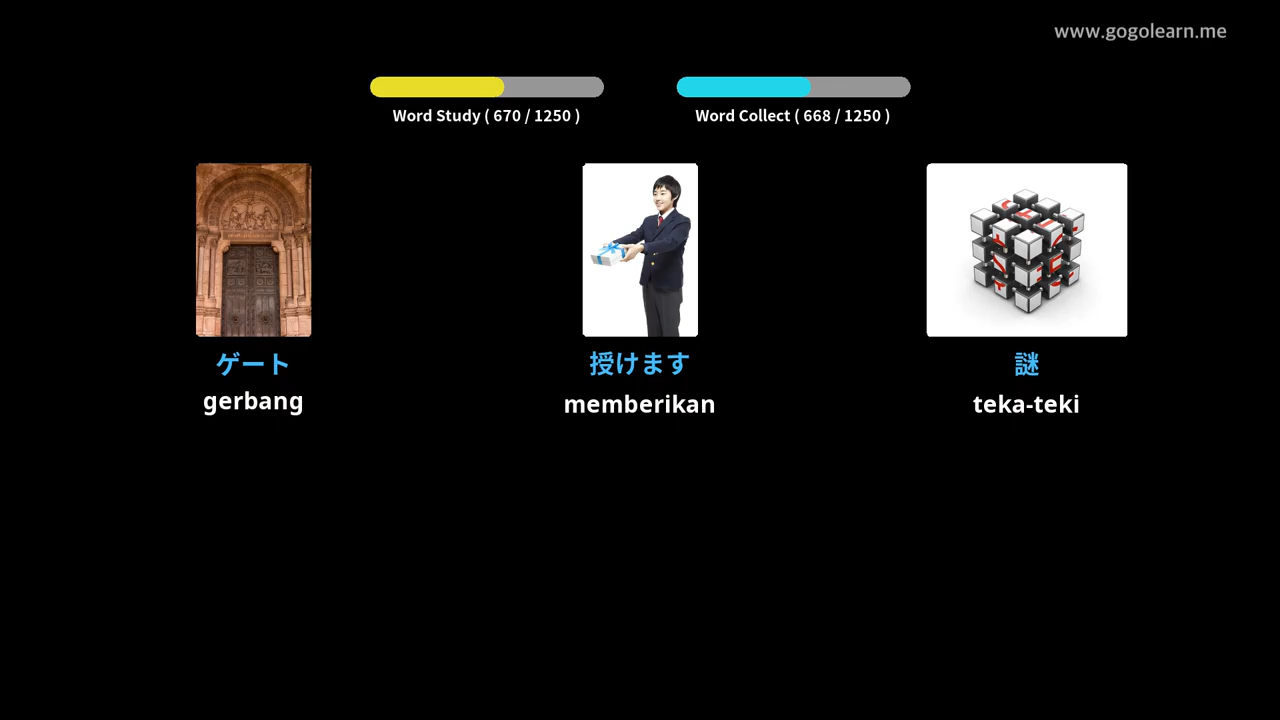 www.gogolearn.me
Word Study ( 670 / 1250 )
Word Collect ( 668 / 1250 )
ゲート
gerbang
授けます
memberikan
謎
teka-teki